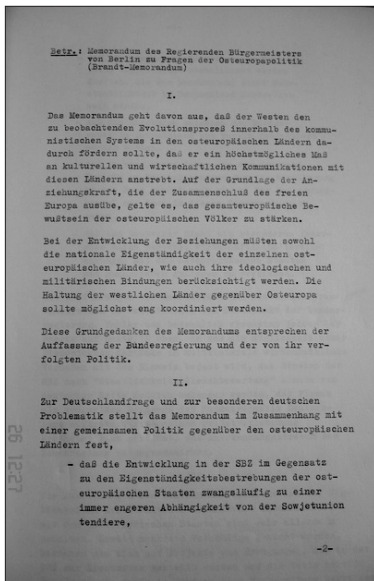 Betr.: Memorandum des Regierenden Bürgermeisters
von Berlin zu Fragen der Osteuropapolitik
(Brandt-Memorandum)
I.
Das Memorandum geht davon aus, daß der Westen den
zu beobachtenden Evolutionsprozeß innerhalb des kommu-
nistischen Systems in den osteuropäischen Ländern da-
durch fördern sollte, daß er ein höchstmögliches Maß
an kulturellen und wirtschaftlichen Kommunikationen mit
diesen Ländern anstrebt. Auf der Grundlage der An-
ziehungskraft, die der Zusammenschluß des freien
Europa ausübe, gelte es, das gesamteuropäische Be-
wußtsein der osteuropäischen Völker zu stärken.
Bei der Entwicklung der Beziehungen müßten sowohl
die nationale Eigenständigkeit der einzelnen ost-
europäischen Länder, wie auch ihre ideologischen und
militärischen Bindungen berücksichtigt werden. Die
Haltung der westlichen Länder gegenüber Osteuropa
sollte möglichst eng koordiniert werden.
Diese Grundgedanken des Memorandums entsprechen der
Auffassung der Bundesregierung und der von ihr ver-
folgten Politik.
II.
Zur Deutschlandfrage und zur besonderen deutschen
Problematik stellt das Memorandum im Zusammenhang mit
einer gemeinsamen Politik gegenüber den osteuropäischen
Ländern fest,
- daß die Entwicklung in der SBZ im Gegensatz
zu den Eigenständigkeitsbestrebungen der ost-
europäischen Staaten zwangsläufig zu einer
immer engeren Abhängigkeit von der Sowjetunion
tendiere,
-2-
26 12:27